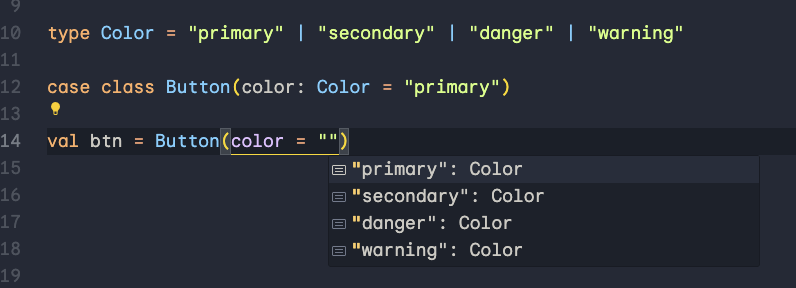 9
10 type Color = "primary" | "secondary" | "danger" | "warning"
11
12 case class Button(color: Color = "primary")
13
14 val btn = Button(color = "")
15 "primary": Color
16 "secondary": Color
17 "danger": Color
18 "warning": Color
19